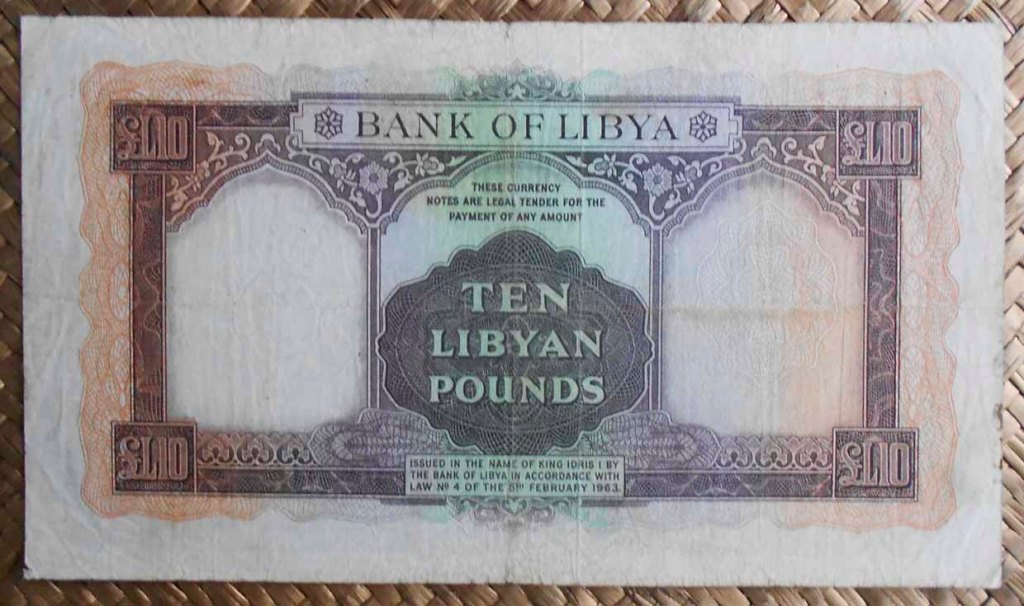 £10
BANK OF LIBYA
£10
THESE CURRENCY
NOTES ARE LEGAL TENDER FOR THE
PAYMENT OF ANY AMOUNT
TEN
LIBYAN
POUNDS
£10
ISSUED IN THE NAME OF KING IDRIS I BY
THE BANK OF LIBYA IN ACCORDANCE WITH
LAW Nº 4 OF THE 5TH FEBRUARY 1963.
£10